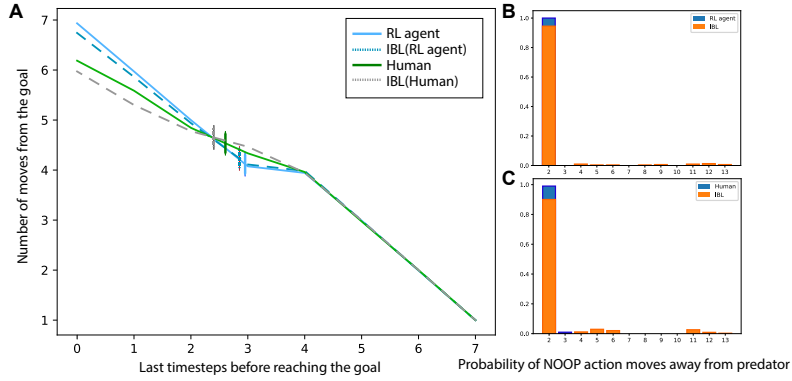 A
7
6
5
4
3
2
1
0 1 2 3 4 5 6 7
Number of moves from the goal
Last timesteps before reaching the goal
RL agent
IBL(RL agent)
Human
IBL(Human)
B
1.0
0.8
0.6
0.4
0.2
0.0
2 3 4 5 6 7 8 9 10 11 12 13
RL agent
IBL
C
1.0
0.8
0.6
0.4
0.2
0.0
2 3 4 5 6 7 8 9 10 11 12 13
Human
IBL
Probability of NOOP action moves away from predator